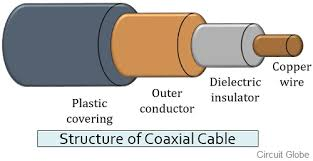 Copper
wire
Dielectric
insulator
Outer
conductor
Plastic
covering
Structure of Coaxial Cable
Circuit Globe